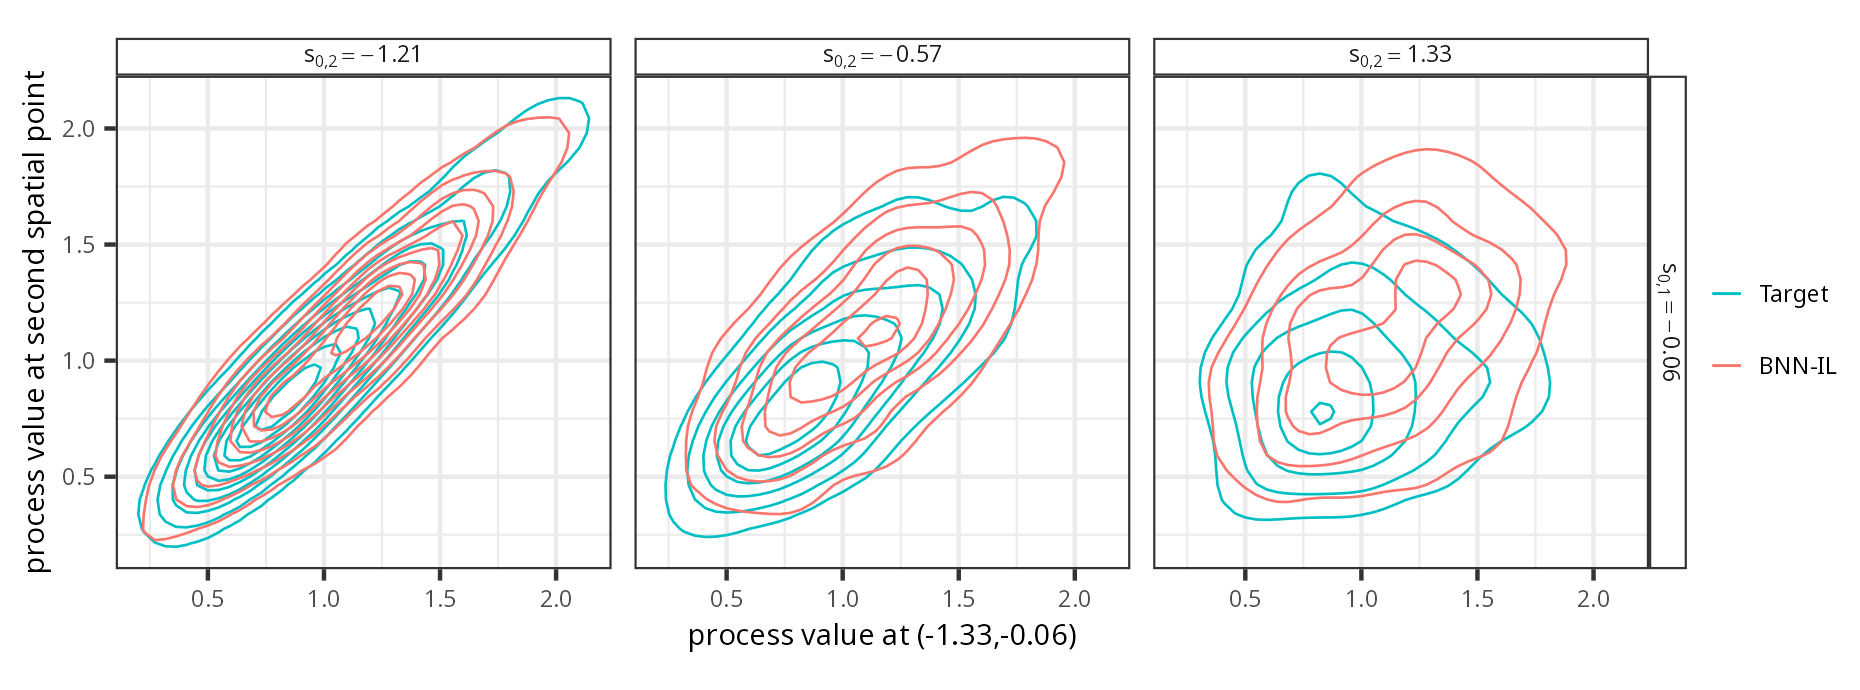 s0,2 = −1.21
s0,2 = −0.57
s0,2 = 1.33
process value at second spatial point
2.0
1.5
1.0
0.5
s0,1 = −0.06
Target
BNN-IL
0.5 1.0 1.5 2.0
0.5 1.0 1.5 2.0
0.5 1.0 1.5 2.0
process value at (-1.33,-0.06)